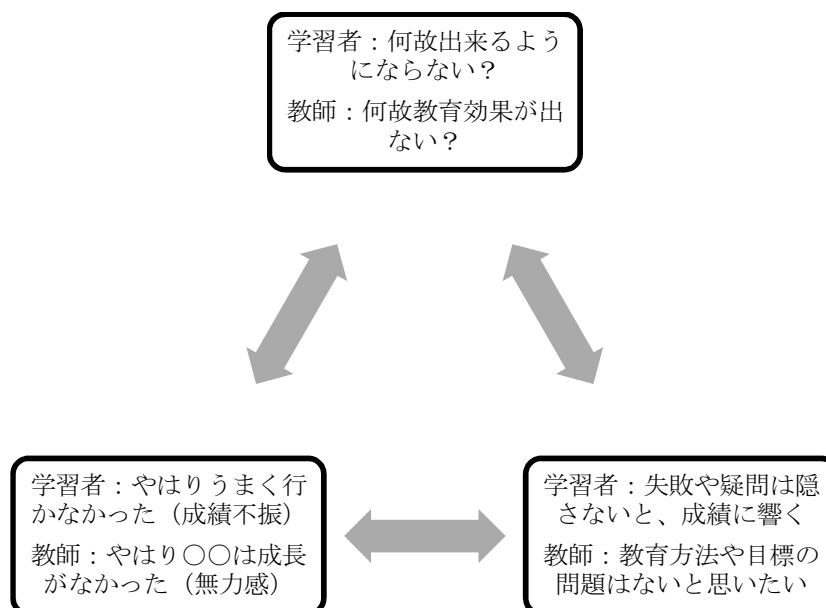 学習者：何故出来るよう
にならない？
教師：何故教育効果が出
ない？
学習者：やはりうまく行
かなかった（成績不振）
教師：やはり〇〇は成長
がなかった（無力感）
学習者：失敗や疑問は隠
さないと、成績に響く
教師：教育方法や目標の
問題はないと思いたい